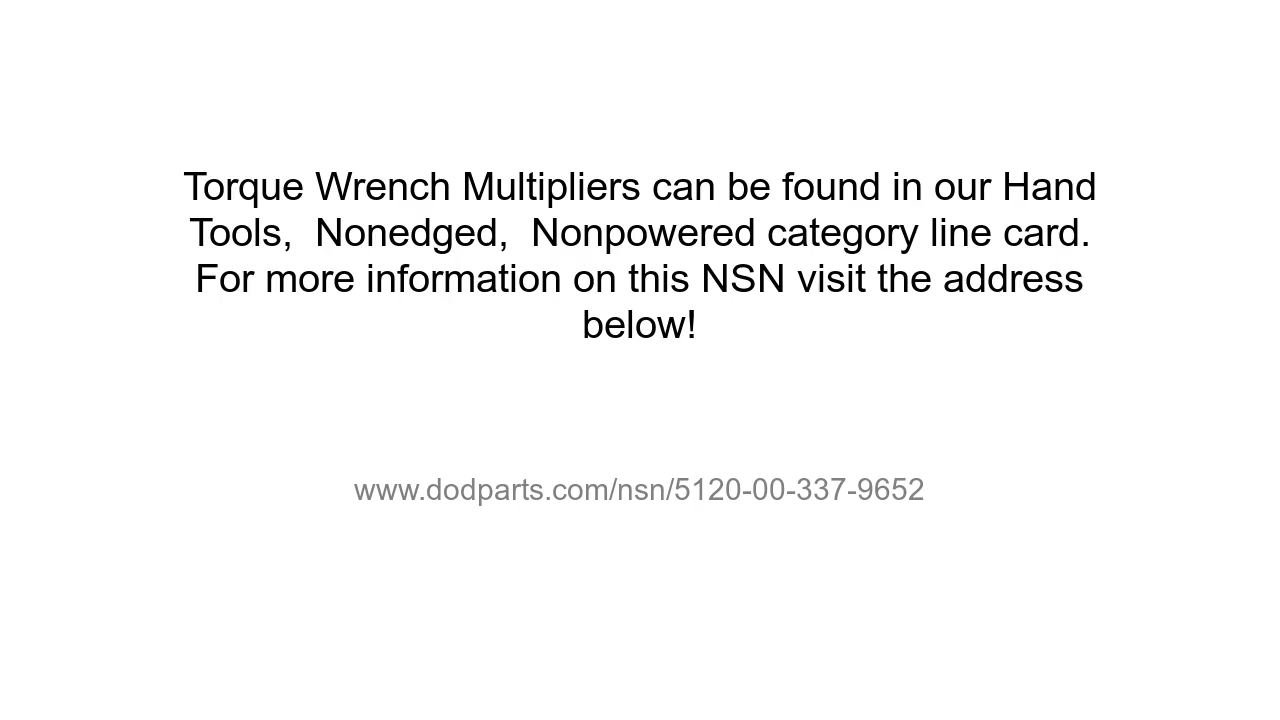 Torque Wrench Multipliers can be found in our Hand
Tools,  Nonedged,  Nonpowered category line card.
For more information on this NSN visit the address
below!
www.dodparts.com/nsn/5120-00-337-9652